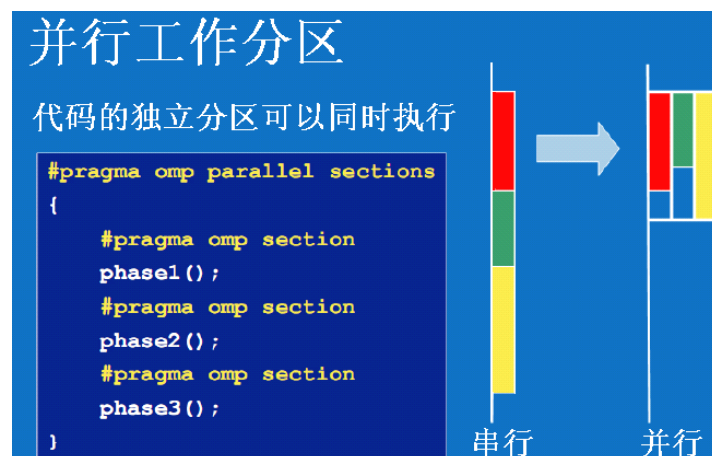 并行工作分区
代码的独立分区可以同时执行
#pragma omp parallel sections
{
#pragma omp section
phase1();
#pragma omp section
phase2();
#pragma omp section
phase3();
}
串行
并行